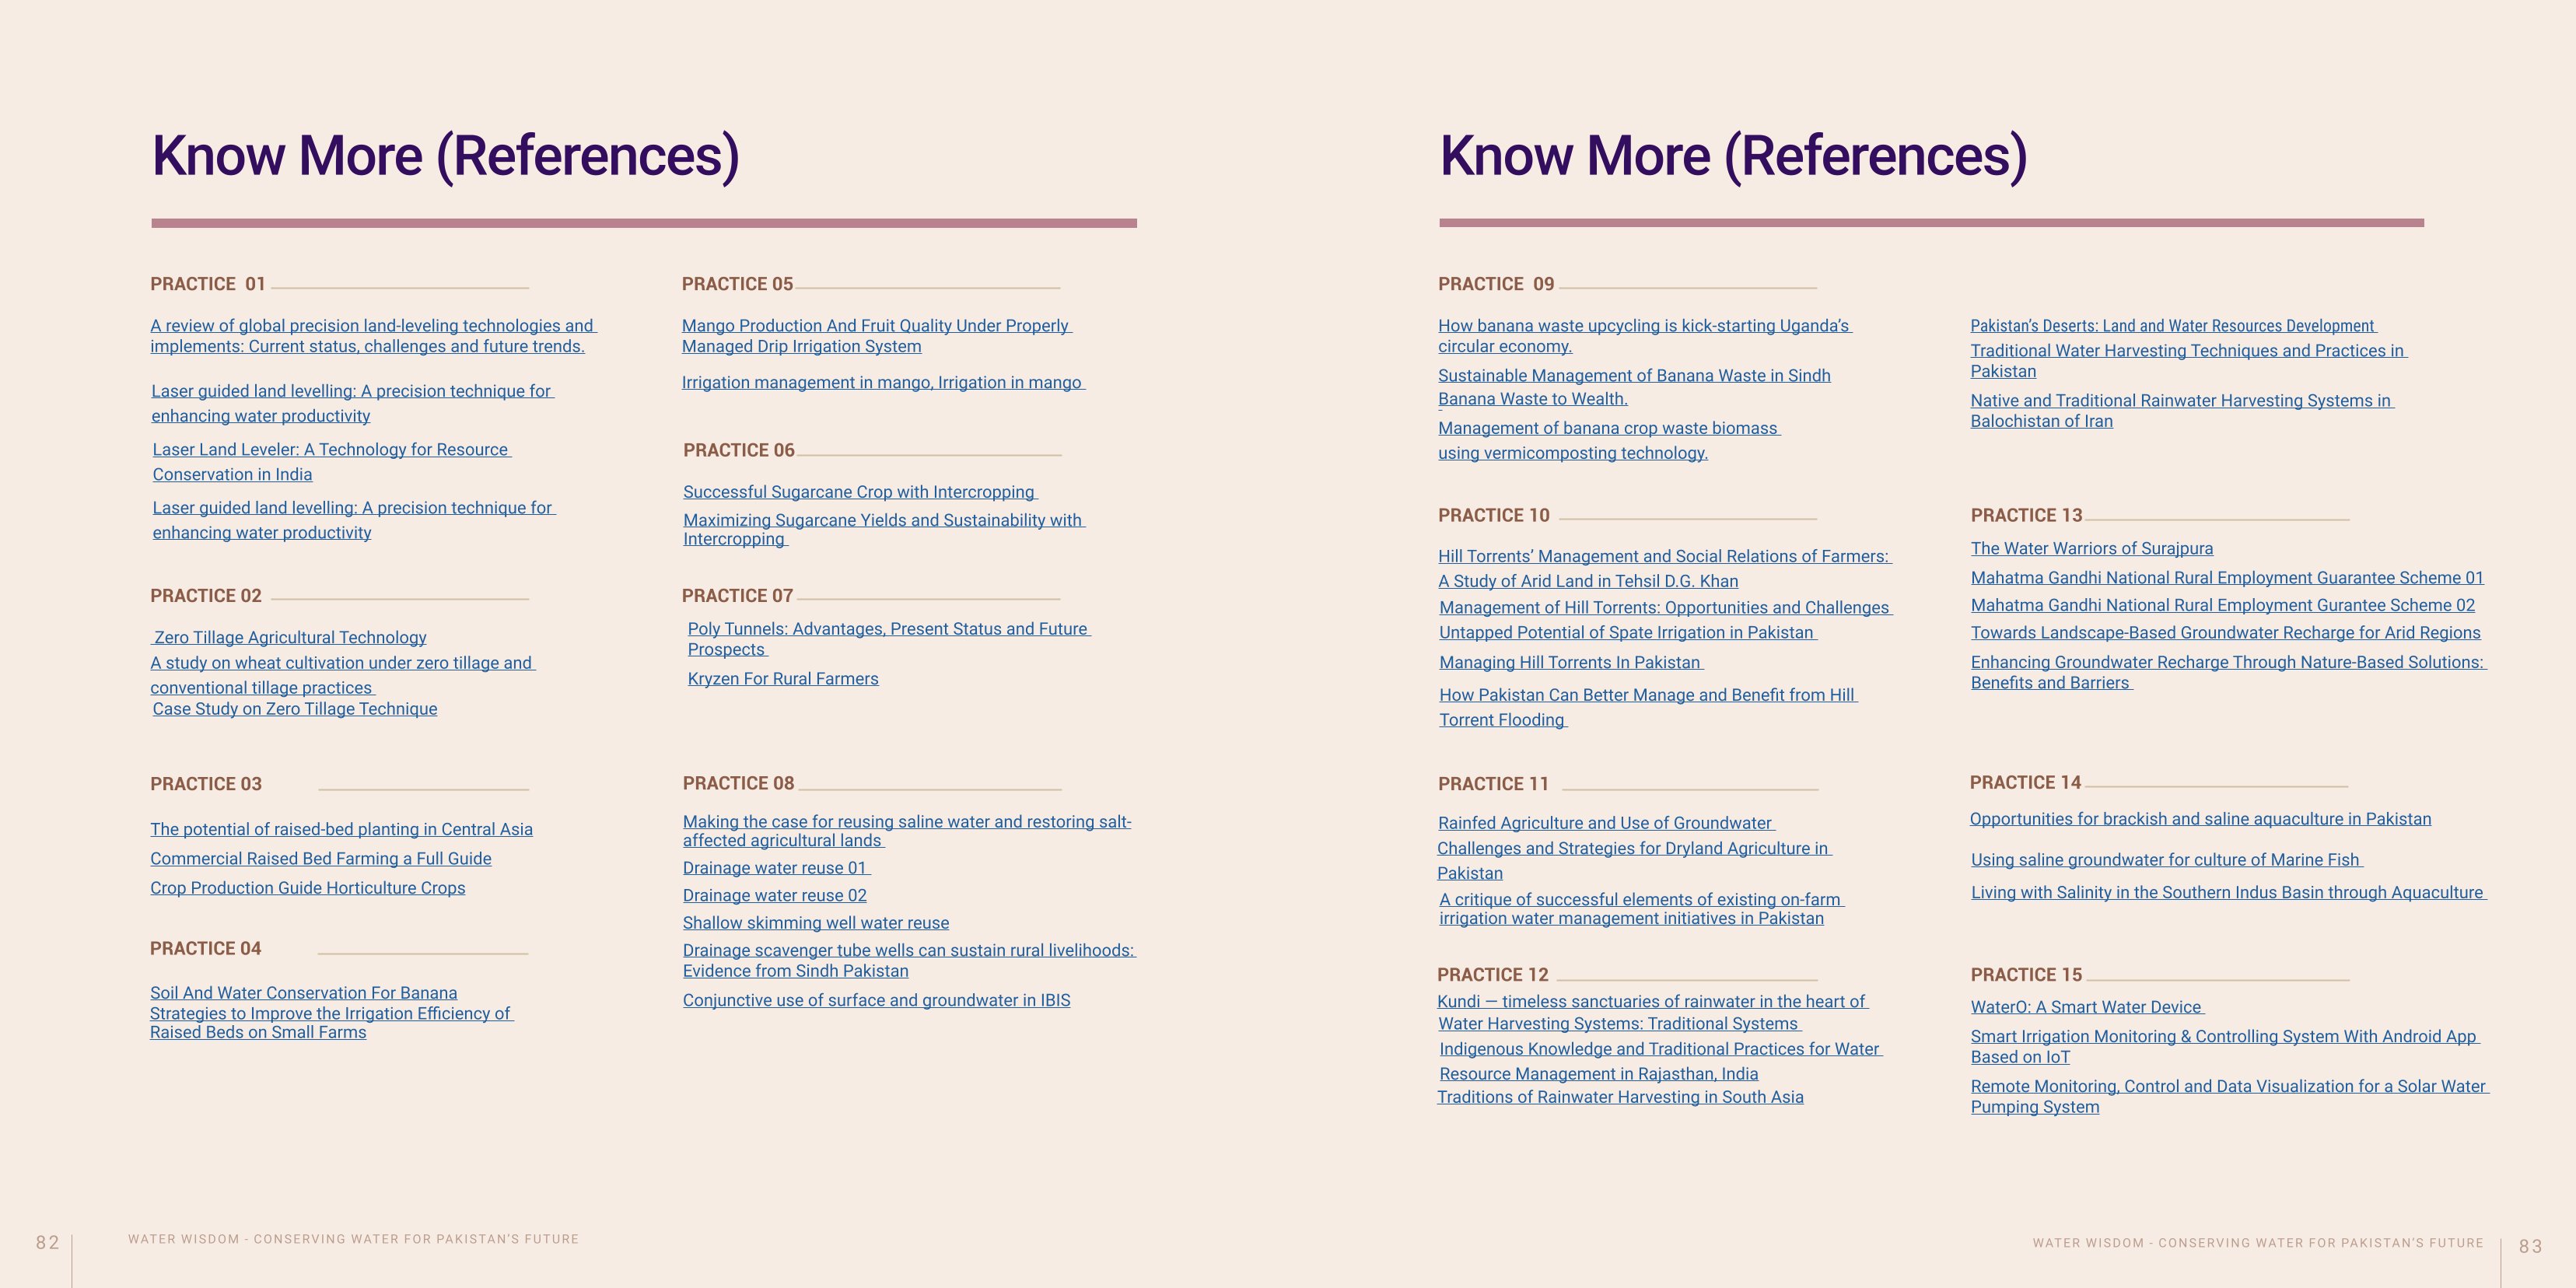 Know More (References)
PRACTICE  01
A review of global precision land-leveling technologies and
implements: Current status, challenges and future trends.
Laser guided land levelling: A precision technique for
enhancing water productivity
Laser Land Leveler: A Technology for Resource
Conservation in India
Laser guided land levelling: A precision technique for
enhancing water productivity
PRACTICE 02
Zero Tillage Agricultural Technology
A study on wheat cultivation under zero tillage and
conventional tillage practices
Case Study on Zero Tillage Technique
PRACTICE 03
The potential of raised-bed planting in Central Asia
Commercial Raised Bed Farming a Full Guide
Crop Production Guide Horticulture Crops
PRACTICE 04
Soil And Water Conservation For Banana
Strategies to Improve the Irrigation Efficiency of
Raised Beds on Small Farms
PRACTICE 05
Mango Production And Fruit Quality Under Properly
Managed Drip Irrigation System
Irrigation management in mango, Irrigation in mango
PRACTICE 06
Successful Sugarcane Crop with Intercropping
Maximizing Sugarcane Yields and Sustainability with
Intercropping
PRACTICE 07
Poly Tunnels: Advantages, Present Status and Future
Prospects
Kryzen For Rural Farmers
PRACTICE 08
Making the case for reusing saline water and restoring salt-
affected agricultural lands
Drainage water reuse 01
Drainage water reuse 02
Shallow skimming well water reuse
Drainage scavenger tube wells can sustain rural livelihoods:
Evidence from Sindh Pakistan
Conjunctive use of surface and groundwater in IBIS
82
WATER WISDOM - CONSERVING WATER FOR PAKISTAN'S FUTURE
Know More (References)
PRACTICE  09
How banana waste upcycling is kick-starting Uganda’s
circular economy.
Sustainable Management of Banana Waste in Sindh
Banana Waste to Wealth.
Management of banana crop waste biomass
using vermicomposting technology.
PRACTICE 10
Hill Torrents’ Management and Social Relations of Farmers:
A Study of Arid Land in Tehsil D.G. Khan
Management of Hill Torrents: Opportunities and Challenges
Untapped Potential of Spate Irrigation in Pakistan
Managing Hill Torrents In Pakistan
How Pakistan Can Better Manage and Benefit from Hill
Torrent Flooding
PRACTICE 11
Rainfed Agriculture and Use of Groundwater
Challenges and Strategies for Dryland Agriculture in
Pakistan
A critique of successful elements of existing on-farm
irrigation water management initiatives in Pakistan
PRACTICE 12
Kundi — timeless sanctuaries of rainwater in the heart of
Water Harvesting Systems: Traditional Systems
Indigenous Knowledge and Traditional Practices for Water
Resource Management in Rajasthan, India
Traditions of Rainwater Harvesting in South Asia
Pakistan’s Deserts: Land and Water Resources Development
Traditional Water Harvesting Techniques and Practices in
Pakistan
Native and Traditional Rainwater Harvesting Systems in
Balochistan of Iran
PRACTICE 13
The Water Warriors of Surajpura
Mahatma Gandhi National Rural Employment Guarantee Scheme 01
Mahatma Gandhi National Rural Employment Gurantee Scheme 02
Towards Landscape-Based Groundwater Recharge for Arid Regions
Enhancing Groundwater Recharge Through Nature-Based Solutions:
Benefits and Barriers
PRACTICE 14
Opportunities for brackish and saline aquaculture in Pakistan
Using saline groundwater for culture of Marine Fish
Living with Salinity in the Southern Indus Basin through Aquaculture
PRACTICE 15
WaterO: A Smart Water Device
Smart Irrigation Monitoring & Controlling System With Android App
Based on IoT
Remote Monitoring, Control and Data Visualization for a Solar Water
Pumping System
WATER WISDOM - CONSERVING WATER FOR PAKISTAN'S FUTURE
83